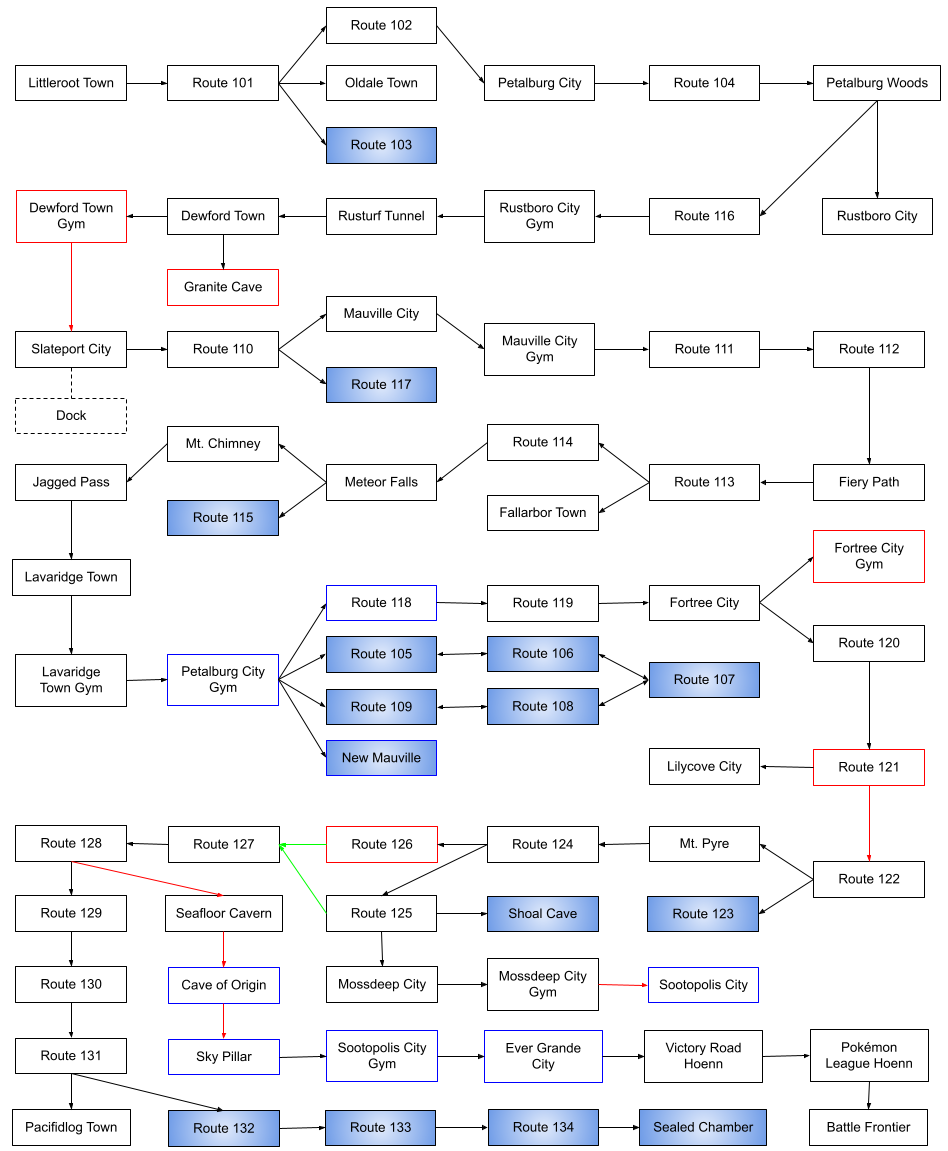 Route 102
Littleroot Town
Route 101
Oldale Town
Petalburg City
Route 104
Petalburg Woods
Route 103
Dewford Town
Gym
Dewford Town
Rusturf Tunnel
Rustboro City
Gym
Route 116
Rustboro City
Granite Cave
Mauville City
Slateport City
Route 110
Mauville City
Gym
Route 111
Route 112
Route 117
Dock
Mt. Chimney
Route 114
Jagged Pass
Meteor Falls
Route 113
Fiery Path
Route 115
Fallarbor Town
Fortree City
Gym
Lavaridge Town
Route 118
Route 119
Fortree City
Route 120
Lavaridge
Town Gym
Petalburg City
Gym
Route 105
Route 106
Route 107
Route 109
Route 108
New Mauville
Lilycove City
Route 121
Route 128
Route 127
Route 126
Route 124
Mt. Pyre
Route 122
Route 129
Seafloor Cavern
Route 125
Shoal Cave
Route 123
Route 130
Cave of Origin
Mossdeep City
Mossdeep City
Gym
Sootopolis City
Route 131
Sky Pillar
Sootopolis City
Gym
Ever Grande
City
Victory Road
Hoenn
Pokémon
League Hoenn
Pacifidlog Town
Route 132
Route 133
Route 134
Sealed Chamber
Battle Frontier